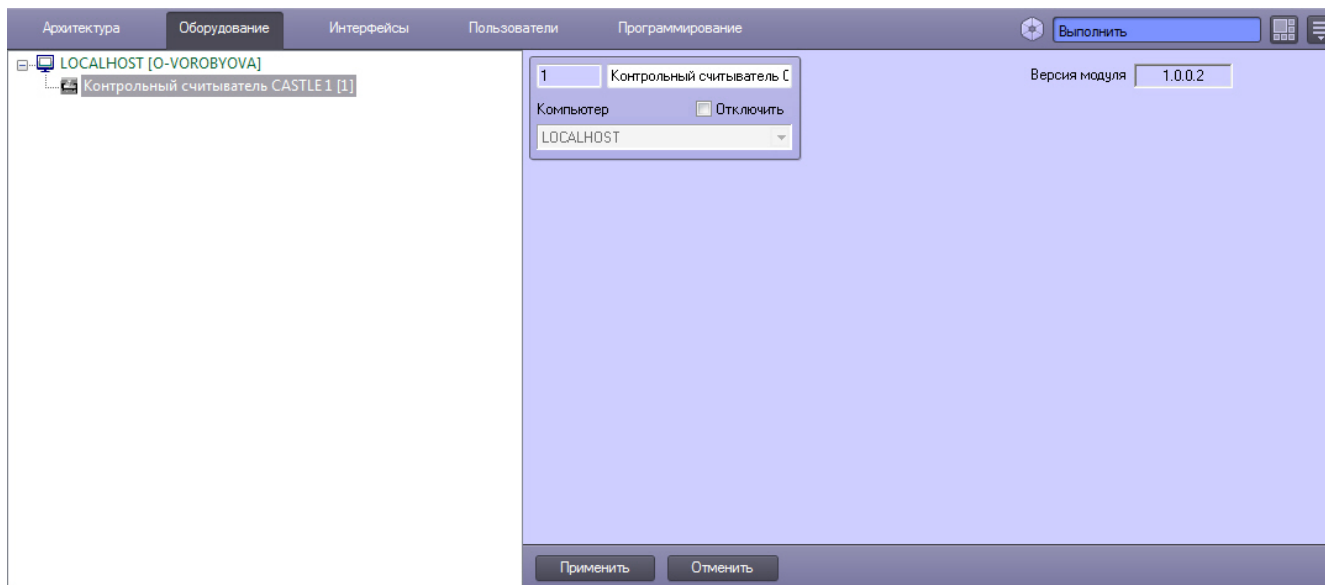 Архитектура Оборудование Интерфейсы Пользователи Программирование Выполнить
LOCALHOST [O-VOROBYOVA]
Контрольный считыватель CASTLE 1 [1]
1 Контрольный считыватель C
Компьютер Отключить
LOCALHOST
Версия модуля 1.0.0.2
Применить Отменить